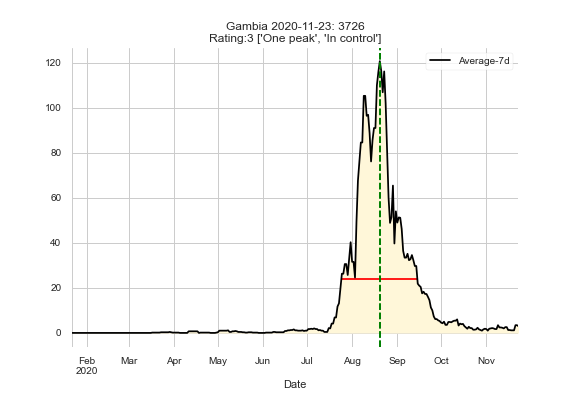 Gambia 2020-11-23: 3726
Rating:3 ['One peak', 'In control']
Average-7d
120
100
80
60
40
20
0
Feb Mar Apr May Jun Jul Aug Sep Oct Nov
2020
Date